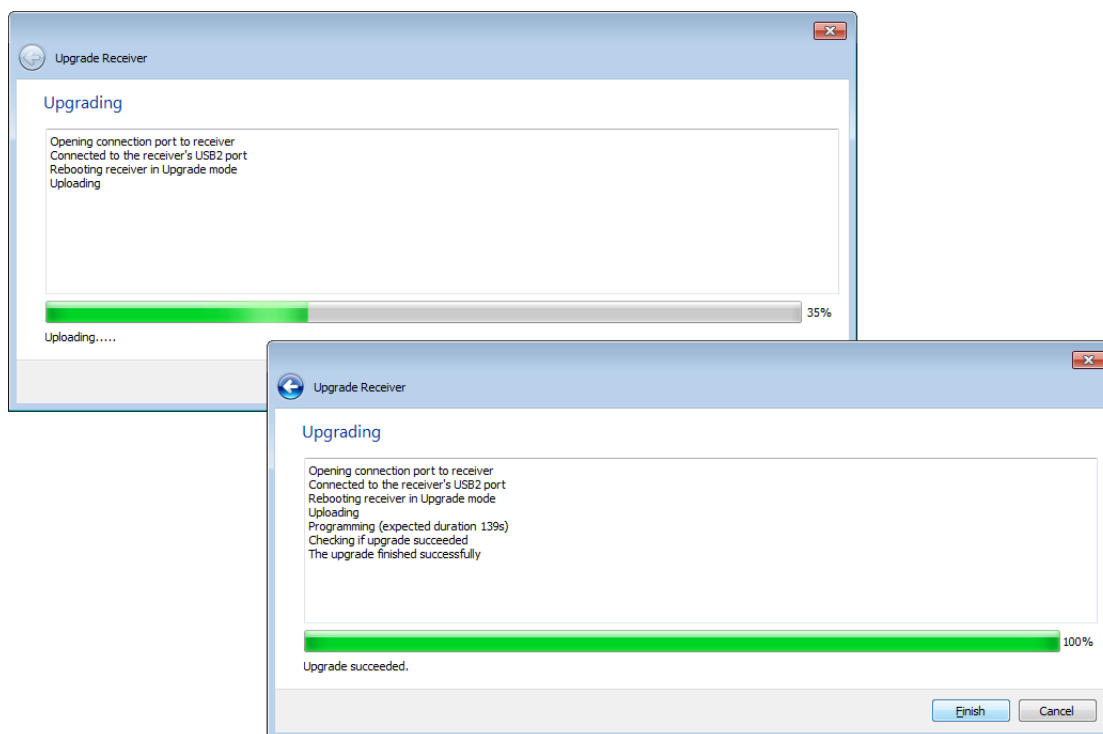 Upgrade Receiver
Upgrading
Opening connection port to receiver
Connected to the receiver's USB2 port
Rebooting receiver in Upgrade mode
Uploading
35%
Uploading.....
Upgrade Receiver
Upgrading
Opening connection port to receiver
Connected to the receiver's USB2 port
Rebooting receiver in Upgrade mode
Uploading
Programming (expected duration 139s)
Checking if upgrade succeeded
The upgrade finished successfully
100%
Upgrade succeeded.
Finish Cancel